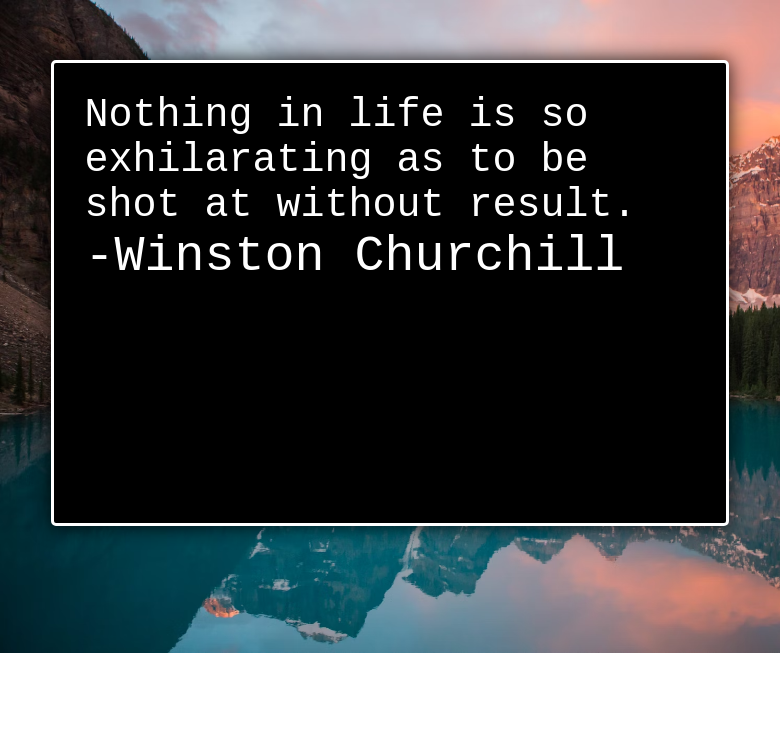 Nothing in life is so
exhilarating as to be
shot at without result.
-Winston Churchill